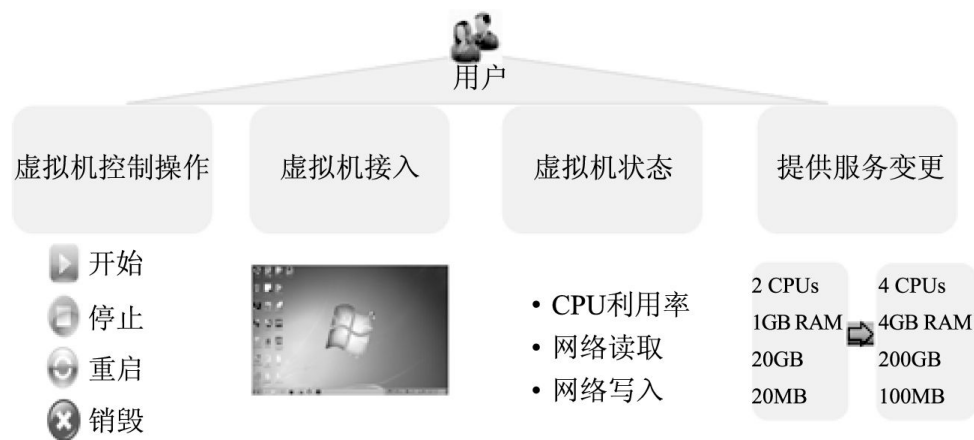 用户
虚拟机控制操作
虚拟机接入
虚拟机状态
提供服务变更
开始
停止
重启
销毁
• CPU利用率
• 网络读取
• 网络写入
2 CPUs
1GB RAM
20GB
20MB
4 CPUs
4GB RAM
200GB
100MB